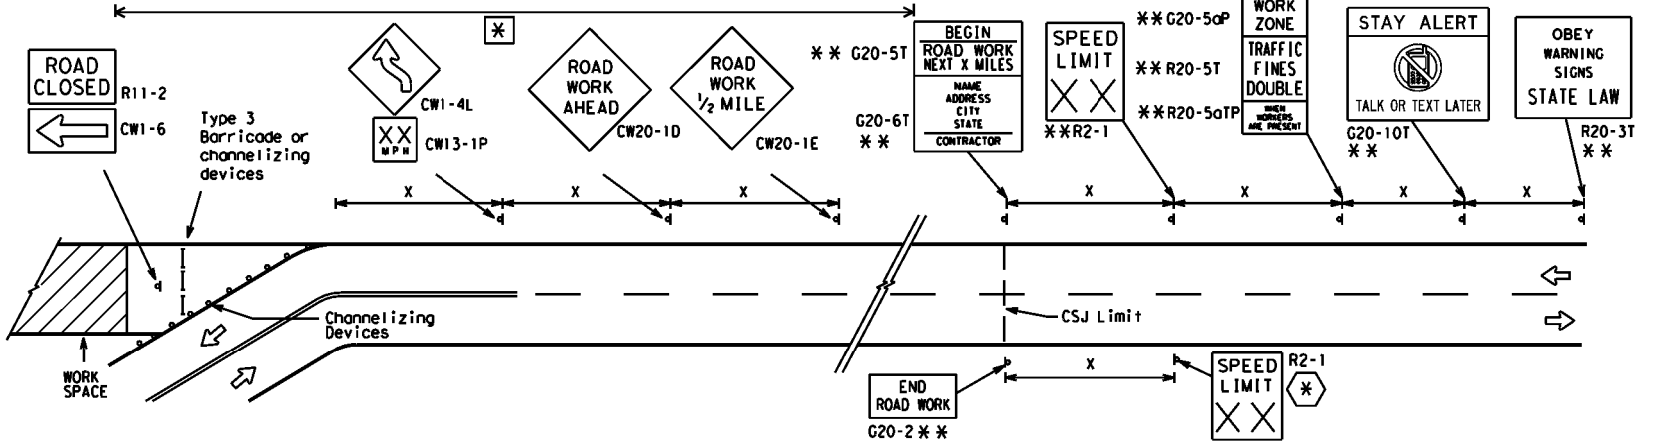 ROAD
CLOSED
R11-2
CW1-6
Type 3
Barricade or
channelizing
devices
XX
MPH
CW1-4L
CW13-1P
*
ROAD
WORK
AHEAD
CW20-1D
ROAD
WORK
1/2 MILE
CW20-1E
** G20-5T
G20-6T
**
BEGIN
ROAD WORK
NEXT X MILES
NAME
ADDRESS
CITY
STATE
CONTRACTOR
SPEED
LIMIT
XX
**R2-1
**G20-5aP
**R20-5T
**R20-5aTP
WORK
ZONE
TRAFFIC
FINES
DOUBLE
WHEN
WORKERS
ARE PRESENT
STAY ALERT
TALK OR TEXT LATER
G20-10T
**
OBEY
WARNING
SIGNS
STATE LAW
R20-3T
**
X
X
X
X
X
X
X
Channelizing
Devices
CSJ Limit
WORK
SPACE
END
ROAD WORK
G20-2 **
X
SPEED
LIMIT
XX
R2-1
*